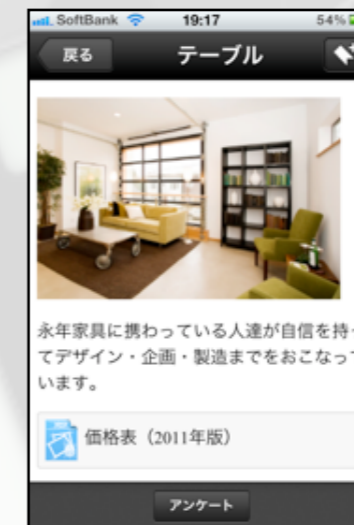 SoftBank 19:17 54%
戻る テーブル
永年家具に携わっている人達が自信を持っ
てデザイン・企画・製造までをおこなって
います。
価格表（2011年版）
アンケート